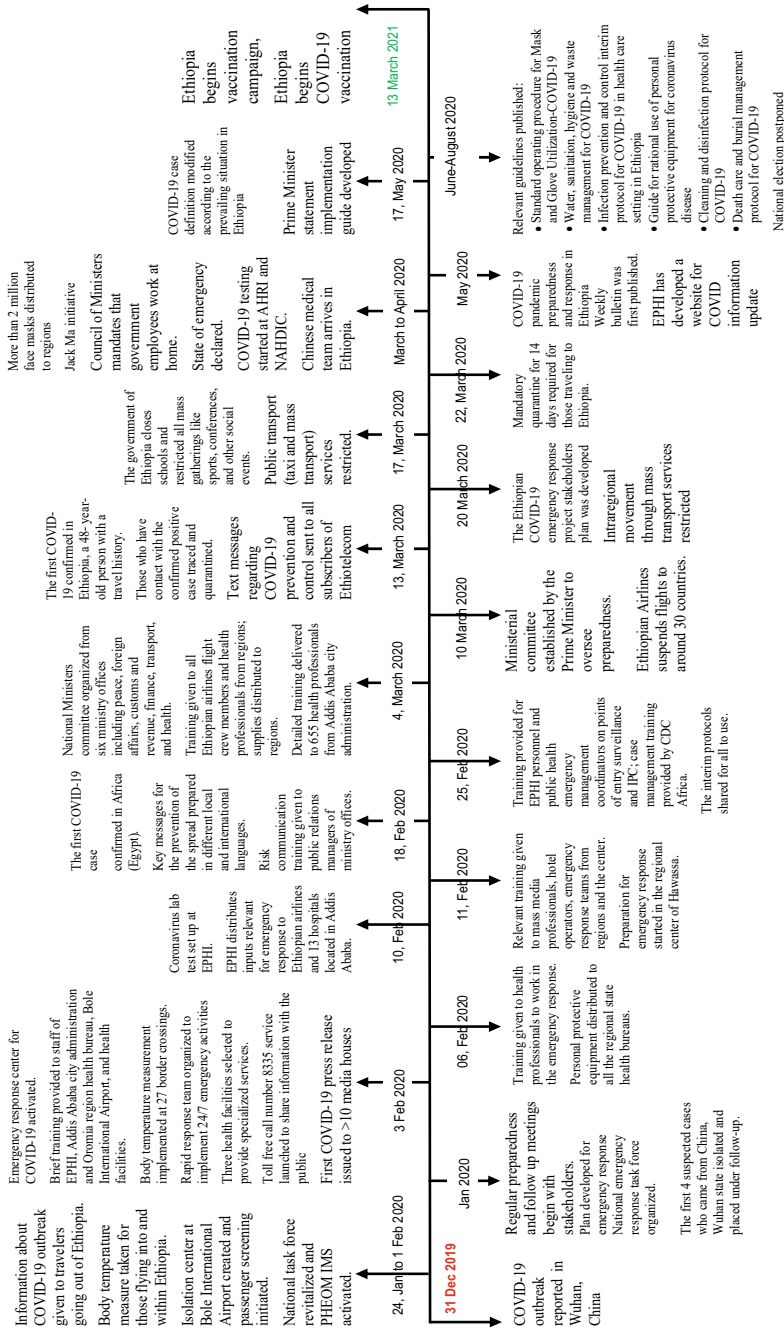 Information about
COVID-19 outbreak
given to travelers
going out of Ethiopia.
Body temperature
measure taken for
those flying into and
within Ethiopia.
Isolation center at
Bole International
Airport created and
passenger screening
initiated.
National task force
revitalized and
PHEOM IMS
activated.
24, Jan to 1 Feb 2020
Emergency response center for
COVID-19 activated.
Brief training provided to staff of
EPHI, Addis Ababa city administration
and Oromia region health bureau, Bole
International Airport, and health
facilities.
Body temperature measurement
implemented at 27 border crossings.
Rapid response team organized to
implement 24/7 emergency activities
Three health facilities selected to
provide specialized services.
Toll free call number 8335 service
launched to share information with the
public
First COVID-19 press release
issued to >10 media houses
3 Feb 2020
Coronavirus lab
test set up at
EPHI.
EPHI distributes
inputs relevant
for emergency
response to
Ethiopian airlines
and 13 hospitals
located in Addis
Ababa.
10, Feb 2020
The first COVID-19
case
confirmed in Africa
(Egypt).
Key messages for
the prevention of
the spread prepared
in different local
and international
languages.
Risk
communication
training given to
public relations
managers of
ministry offices.
18, Feb 2020
National Ministers
committee organized from
six ministry offices
including peace, foreign
affairs, customs and
revenue, finance, transport,
and health.
Training given to all
Ethiopian airlines flight
crew members and health
professionals from regions;
supplies distributed to
regions.
Detailed training delivered
to 655 health professionals
from Addis Ababa city
administration.
4, March 2020
The first COVID-
19 confirmed in
Ethiopia, a 48- year-
old person with a
travel history.
Those who have
contact with the
confirmed positive
case traced and
quarantined.
Text messages
regarding
COVID-19
prevention and
control sent to all
subscribers of
Ethiotelecom
13, March 2020
The government of
Ethiopia closes
schools and
restricted all mass
gatherings like
sports, conferences,
and other social
events.
Public transport
(taxi and mass
transport)
services
restricted.
17, March 2020
More than 2 million
face masks distributed
to regions
Jack Ma initiative
Council of Ministers
mandates that
government
employees work at
home.
State of emergency
declared.
COVID-19 testing
started at AHRI and
NAHDIC.
Chinese medical
team arrives in
Ethiopia.
March to April 2020
COVID-19 case
definition modified
according to the
prevailing situation in
Ethiopia
Prime Minister
statement
implementation
guide developed
17, May 2020
Ethiopia
begins
vaccination
campaign,
Ethiopia
begins
COVID-19
vaccination
13 March 2021
31 Dec 2019
COVID-19
outbreak
reported in
Wuhan,
China
Jan 2020
Regular preparedness
and follow up meetings
begin with
stakeholders.
Plan developed for
emergency response
National emergency
response task force
organized.
The first 4 suspected cases
who came from China,
Wuhan state isolated and
placed under follow-up.
06, Feb 2020
Training given to health
professionals to work in
the emergency response.
Personal protective
equipment distributed to
all the regional state
health bureaus.
11, Feb 2020
Relevant training given
to mass media
professionals, hotel
operators, emergency
response teams from
regions and the center.
Preparation for
emergency response
started in the regional
center of Hawassa.
25, Feb 2020
Training provided for
EPHI personnel and
public health
emergency
management
coordinators on points
of entry surveillance
and IPC; case
management training
provided by CDC
Africa.
The interim protocols
shared for all to use.
10 March 2020
Ministerial
committee
established by the
Prime Minister to
oversee
preparedness.
Ethiopian Airlines
suspends flights to
around 30 countries.
20 March 2020
The Ethiopian
COVID-19
emergency response
project stakeholders
plan was developed
Intraregional
movement
through mass
transport services
restricted
22, March 2020
Mandatory
quarantine for 14
days required for
those traveling to
Ethiopia.
May 2020
COVID-19
pandemic
preparedness
and response in
Ethiopia
Weekly
bulletin was
first published.
EPHI has
developed a
website for
COVID
information
update
June-August 2020
Relevant guidelines published:
• Standard operating procedure for Mask
and Glove Utilization-COVID-19
• Water, sanitation, hygiene and waste
management for COVID-19
• Infection prevention and control interim
protocol for COVID-19 in health care
setting in Ethiopia
• Guide for rational use of personal
protective equipment for coronavirus
disease
• Cleaning and disinfection protocol for
COVID-19
• Death care and burial management
protocol for COVID-19
National election postponed